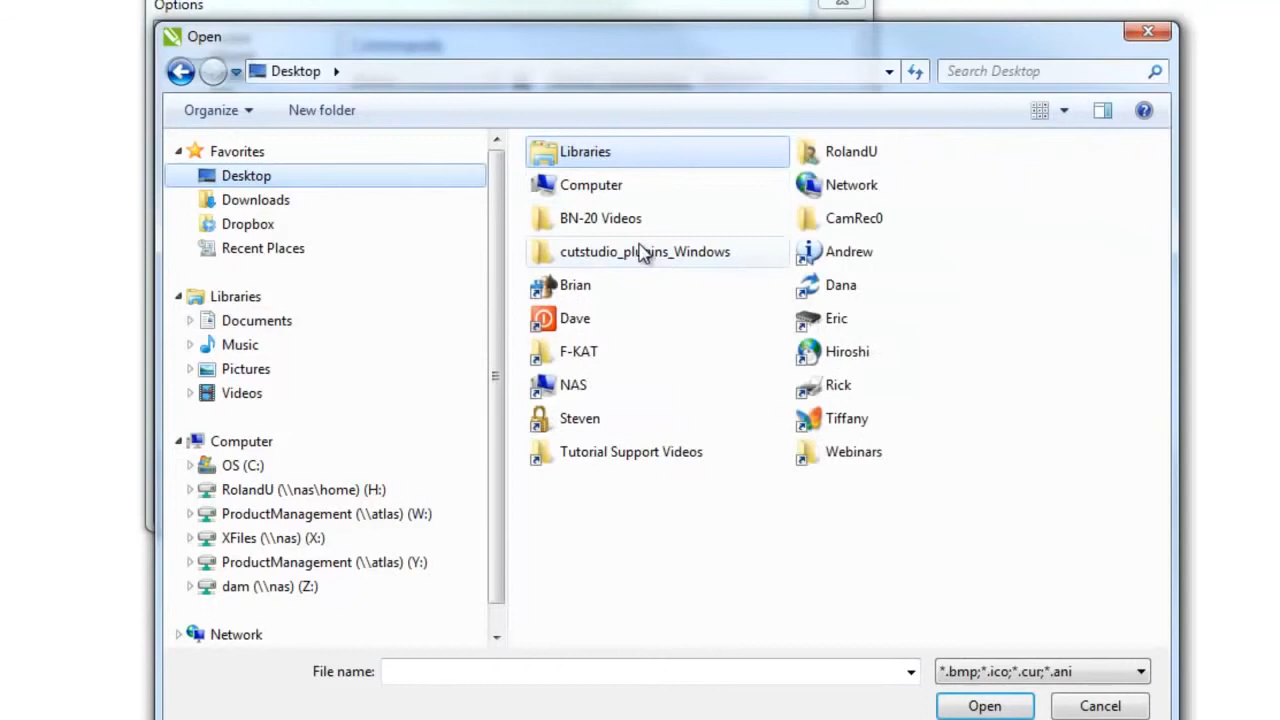 Options
Open
Desktop
Search Desktop
Organize
New folder
Favorites
Desktop
Downloads
Dropbox
Recent Places
Libraries
Documents
Music
Pictures
Videos
Computer
OS (C:)
RolandU (\\nas\home) (H:)
ProductManagement (\\atlas) (W:)
XFiles (\\nas) (X:)
ProductManagement (\\atlas) (Y:)
dam (\\nas) (Z:)
Network
Libraries
RolandU
Computer
Network
BN-20 Videos
CamRec0
cutstudio_plugins_Windows
Andrew
Brian
Dana
Dave
Eric
F-KAT
Hiroshi
NAS
Rick
Steven
Tiffany
Tutorial Support Videos
Webinars
File name:
*.bmp;*.ico;*.cur;*.ani
Open
Cancel